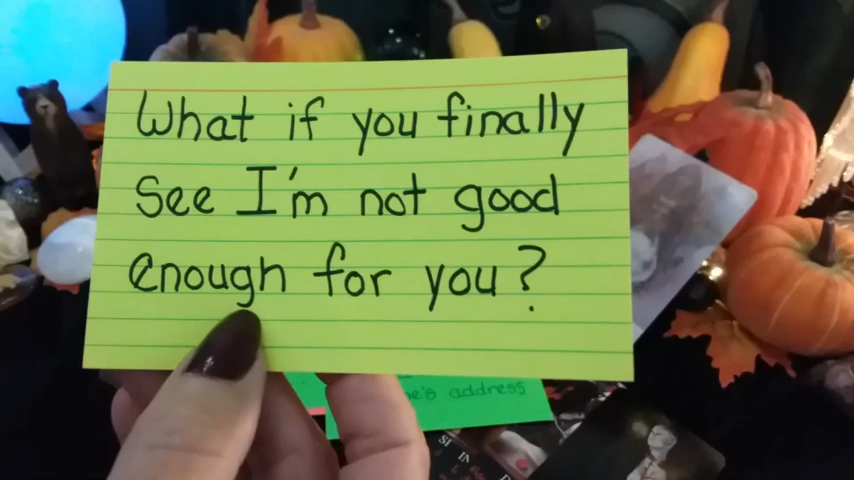 What if you finally
See I'm not good
enough for you?
address